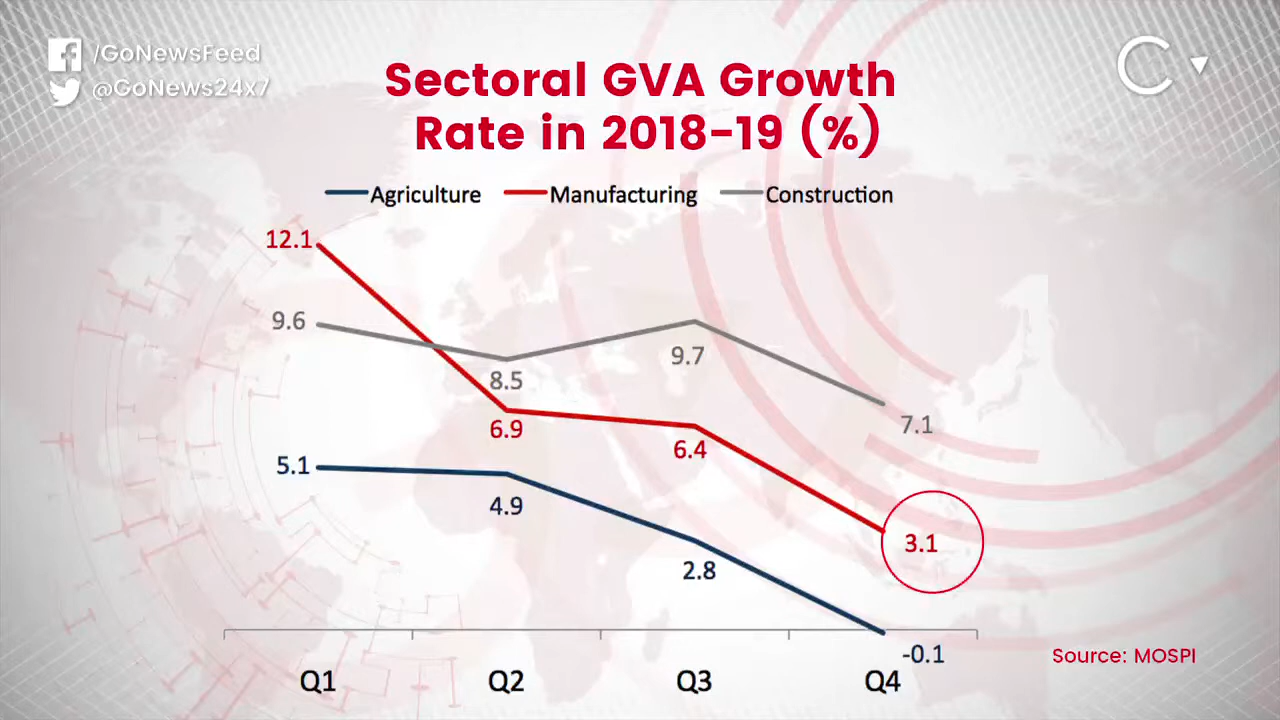 /GoNewsFeed
@GoNews24x7
Sectoral GVA Growth
Rate in 2018-19 (%)
Agriculture Manufacturing Construction
12.1
9.6
9.7
8.5
7.1
6.9
6.4
5.1
4.9
3.1
2.8
-0.1
Source: MOSPI
Q1 Q2 Q3 Q4